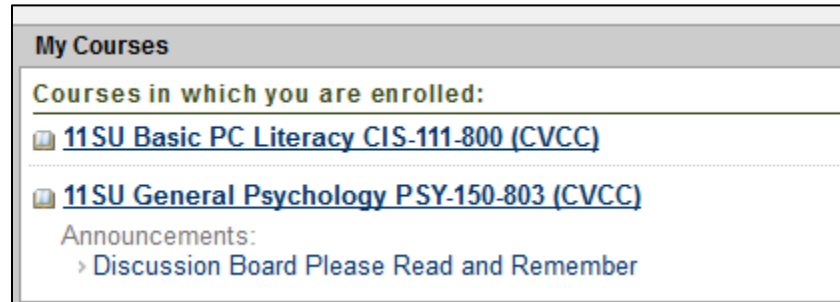 My Courses
Courses in which you are enrolled:
11SU Basic PC Literacy CIS-111-800 (CVCC)
11SU General Psychology PSY-150-803 (CVCC)
Announcements:
› Discussion Board Please Read and Remember